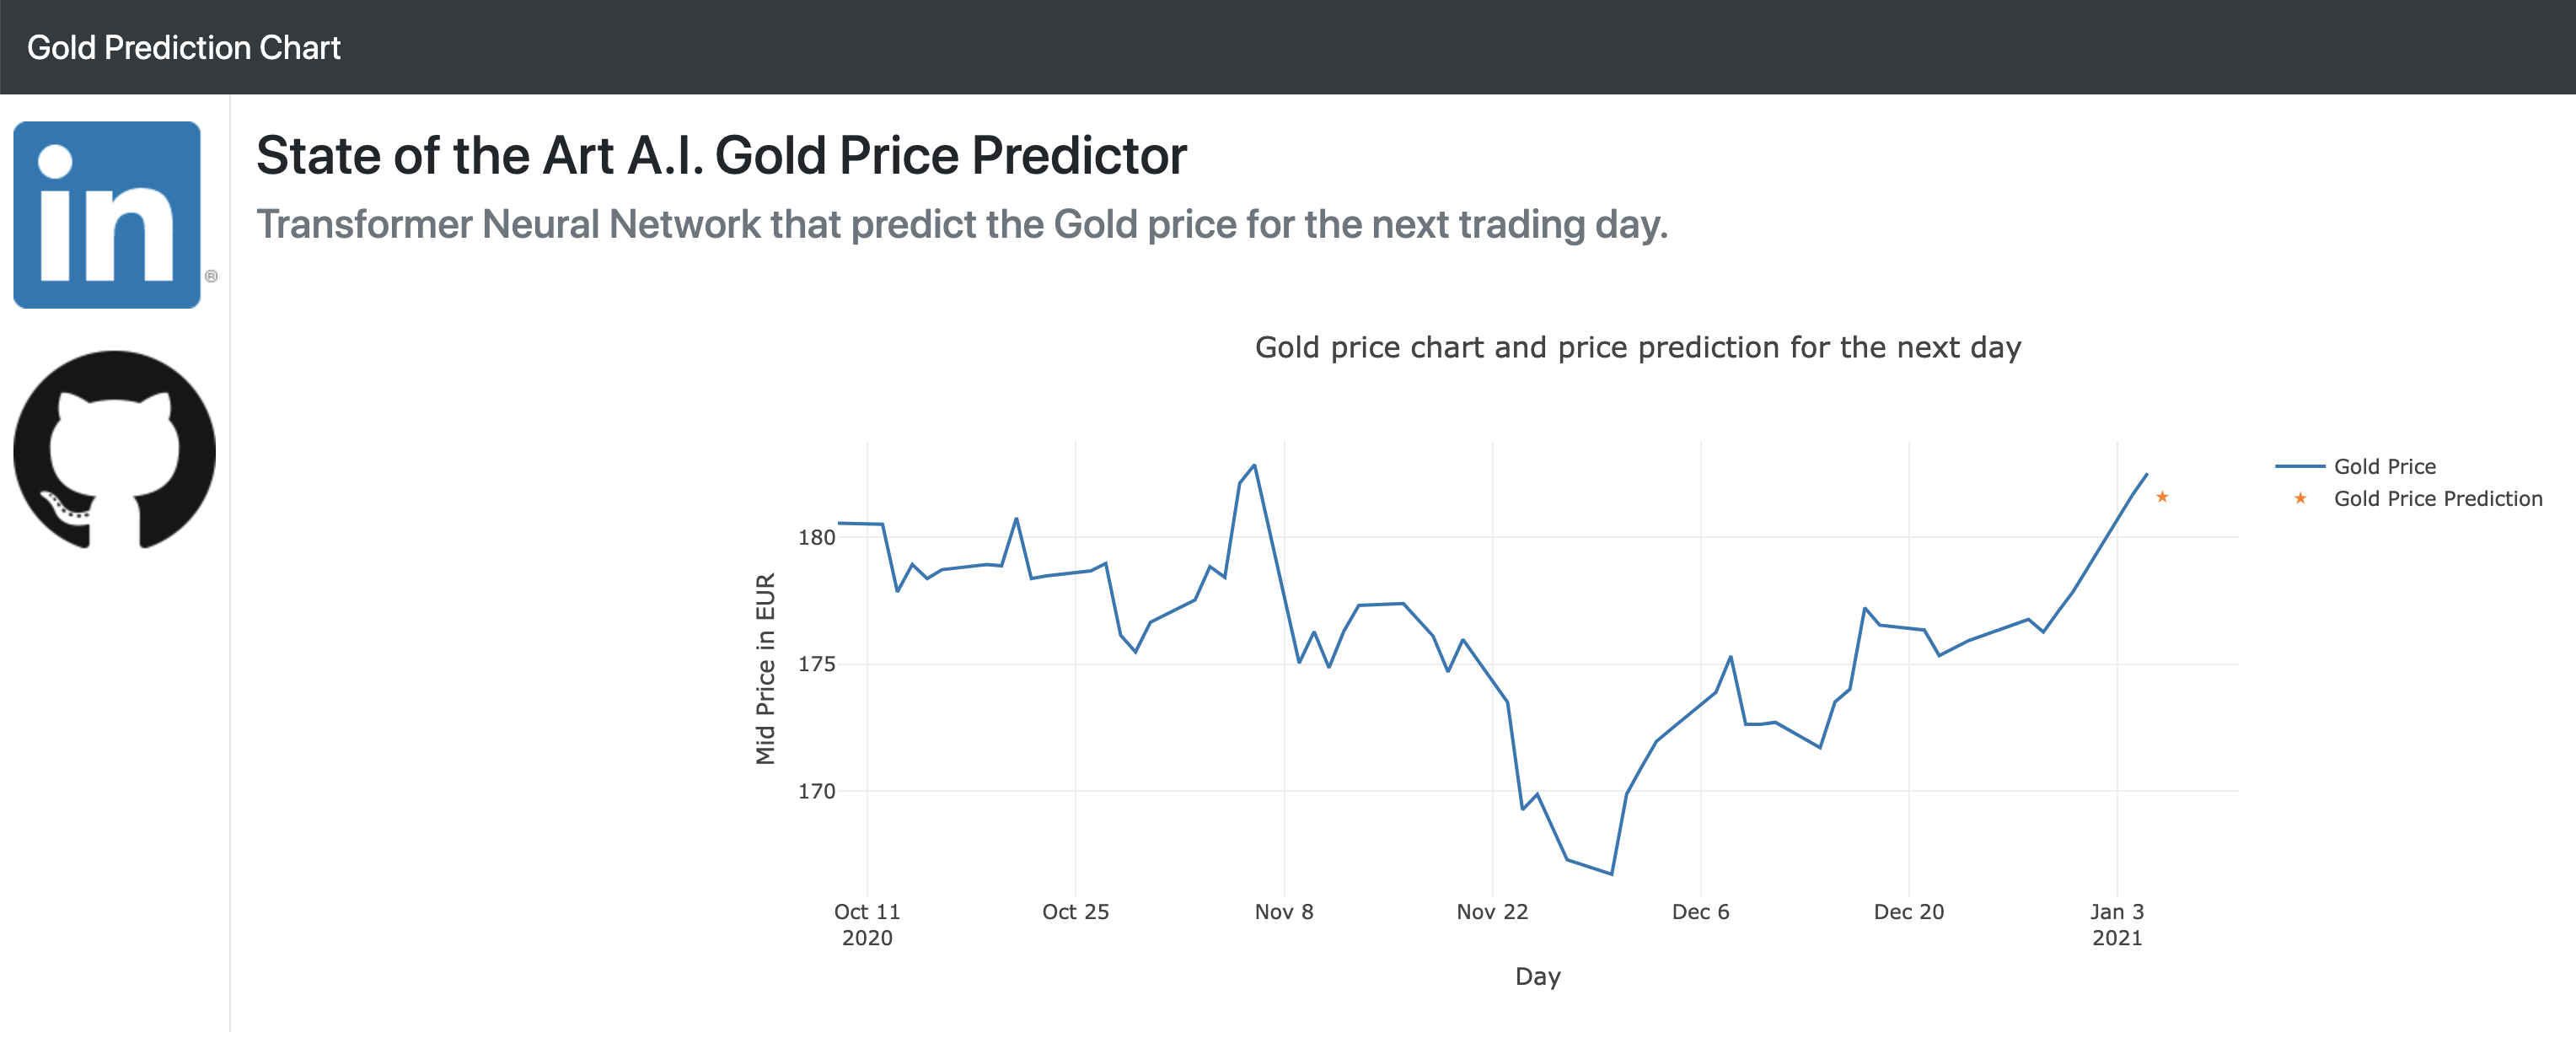 Gold Prediction Chart
in
®
State of the Art A.I. Gold Price Predictor
Transformer Neural Network that predict the Gold price for the next trading day.
Gold price chart and price prediction for the next day
Gold Price
Gold Price Prediction
Mid Price in EUR
180
175
170
Oct 11 Oct 25 Nov 8 Nov 22 Dec 6 Dec 20 Jan 3
2020 2021
Day